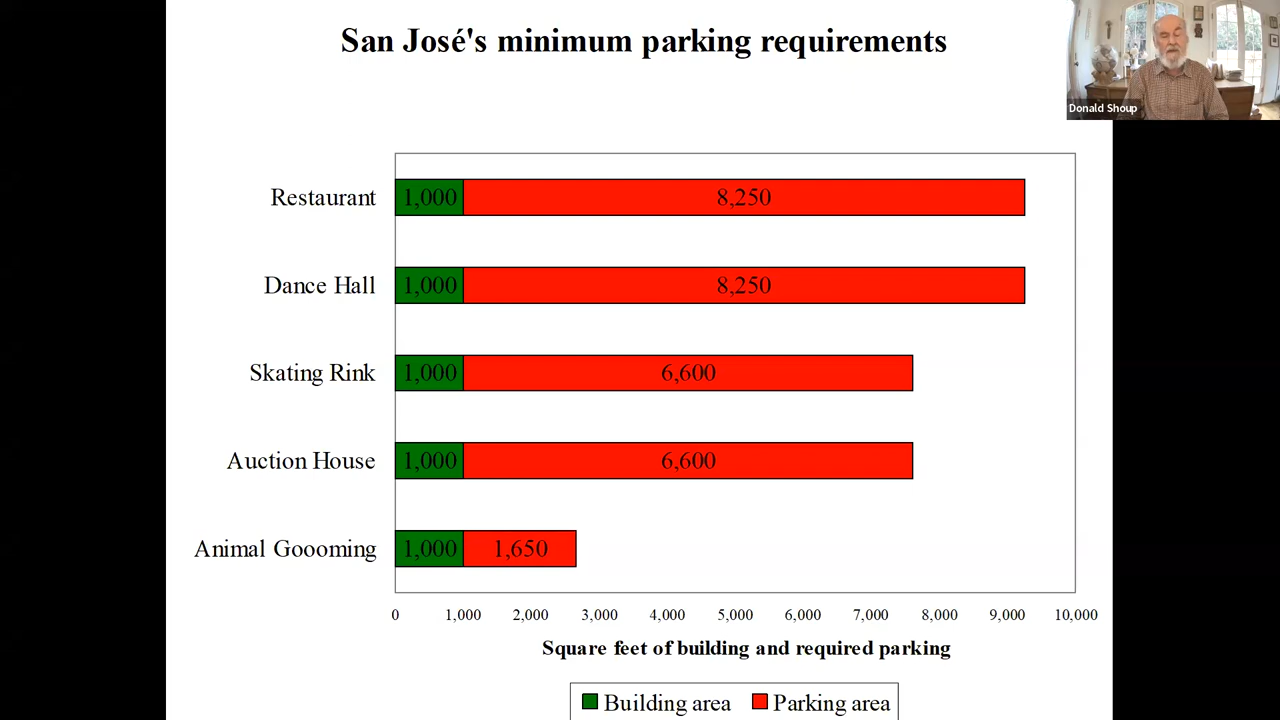 San José's minimum parking requirements
Donald Shoup
Restaurant 1,000 8,250
Dance Hall 1,000 8,250
Skating Rink 1,000 6,600
Auction House 1,000 6,600
Animal Goooming 1,000 1,650
0 1,000 2,000 3,000 4,000 5,000 6,000 7,000 8,000 9,000 10,000
Square feet of building and required parking
Building area Parking area